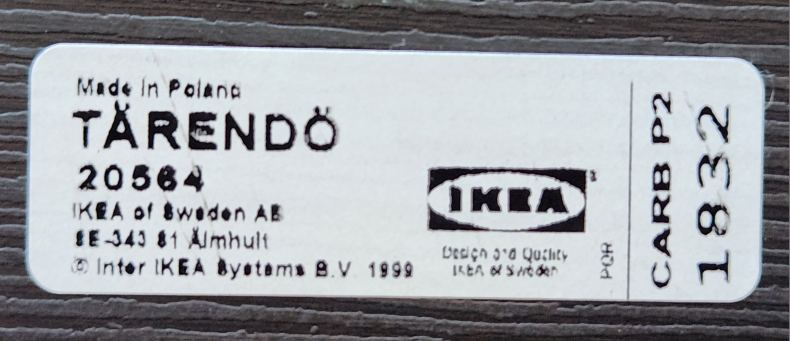 Made in Poland
TÄRENDÖ
20564
IKEA of Sweden AB
SE-343 81 Älmhult
© Inter IKEA Systems B.V. 1999
IKEA®
Design and Quality
IKEA of Sweden
CARB P2
1832